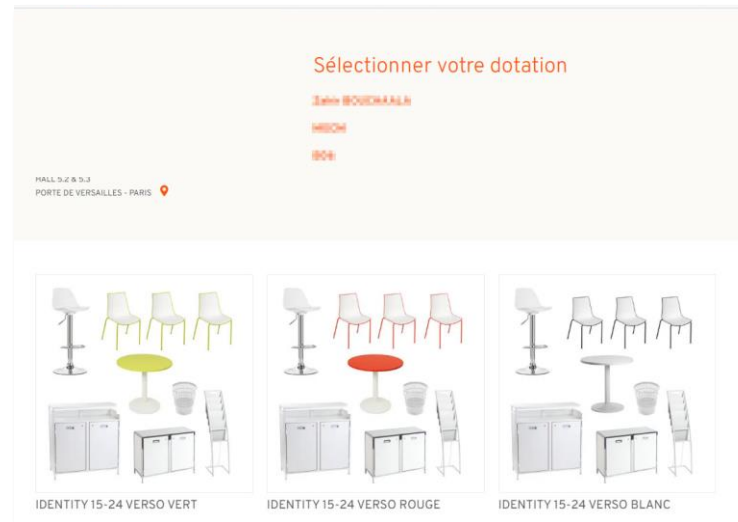 Sélectionner votre dotation
HALL 5.2 & 5.3
PORTE DE VERSAILLES - PARIS
IDENTITY 15-24 VERSO VERT
IDENTITY 15-24 VERSO ROUGE
IDENTITY 15-24 VERSO BLANC